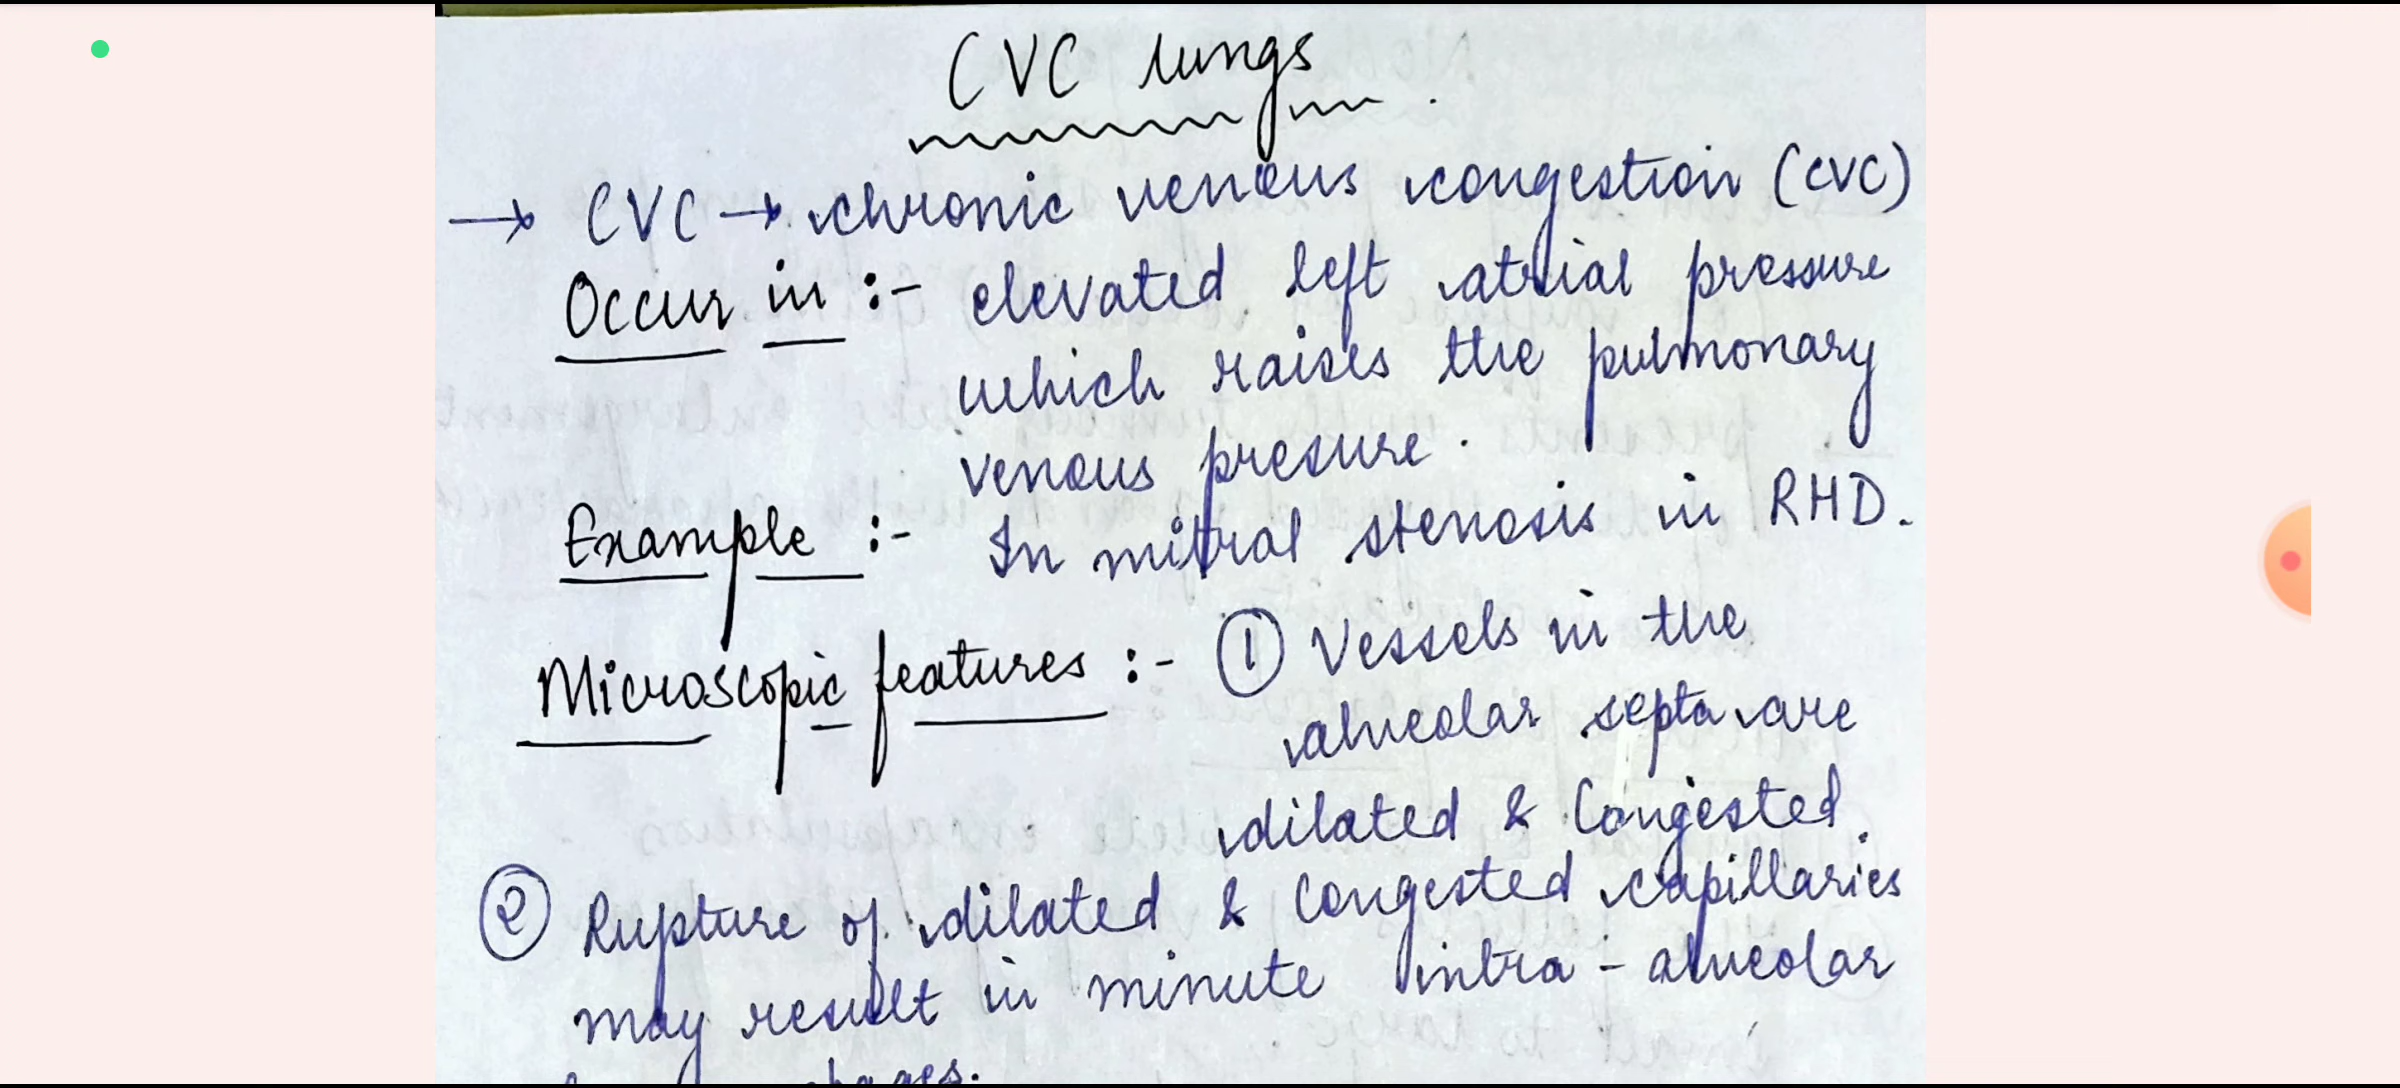 CVC lungs
→ CVC → chronic venous congestion (CVC)
Occur in :- elevated left atrial pressure
which raises the pulmonary
venous presure.
Example :- In mitral stenosis in RHD.
Microscopic features :- ① Vessels in the
alveolar septa are
dilated & Congested.
② Rupture of dilated & Congested capillaries
may result in minute intra-alveolar